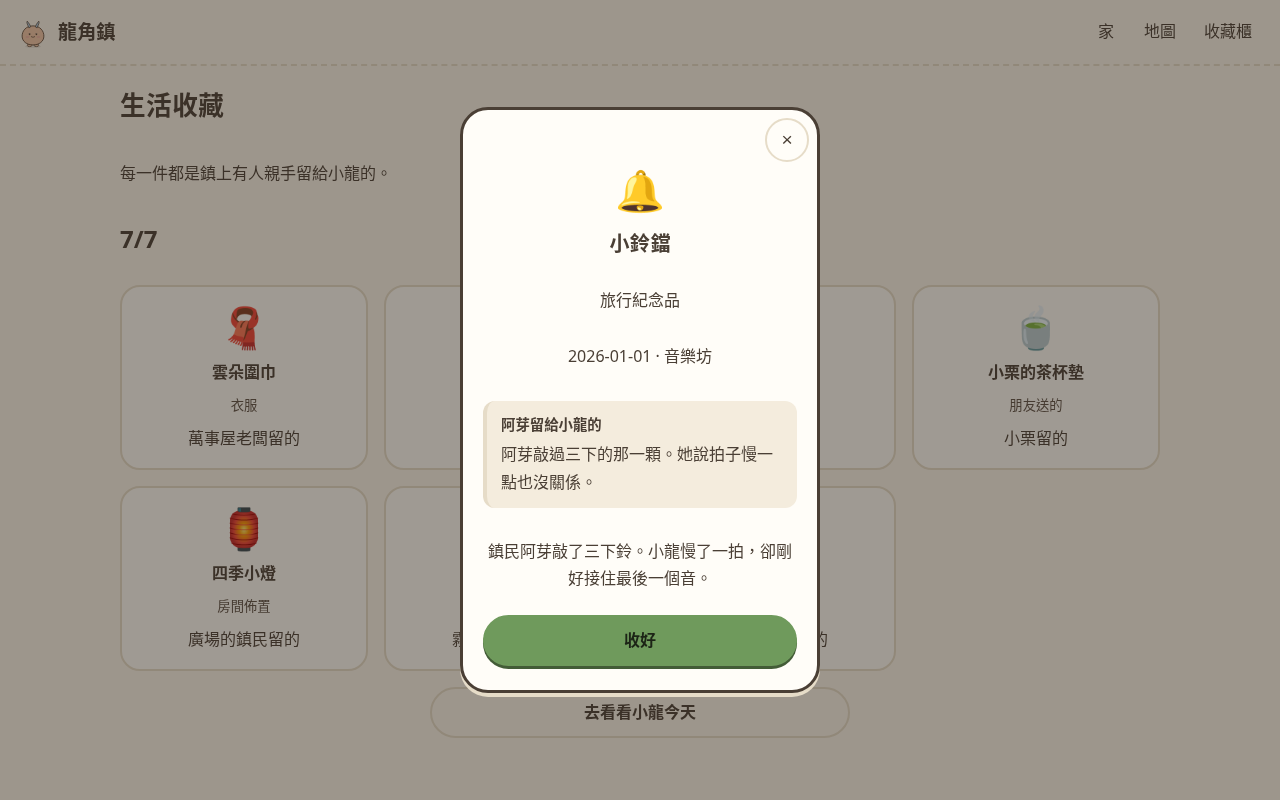 龍角鎮
家
地圖
收藏櫃
生活收藏
每一件都是鎮上有人親手留給小龍的。
7/7
雲朵圍巾
衣服
萬事屋老闆留的
小栗的茶杯墊
朋友送的
小栗留的
四季小燈
房間佈置
廣場的鎮民留的
的
×
小鈴鐺
旅行紀念品
2026-01-01 · 音樂坊
阿芽留給小龍的
阿芽敲過三下的那一顆。她說拍子慢一
點也沒關係。
鎮民阿芽敲了三下鈴。小龍慢了一拍，卻剛
好接住最後一個音。
收好
去看看小龍今天